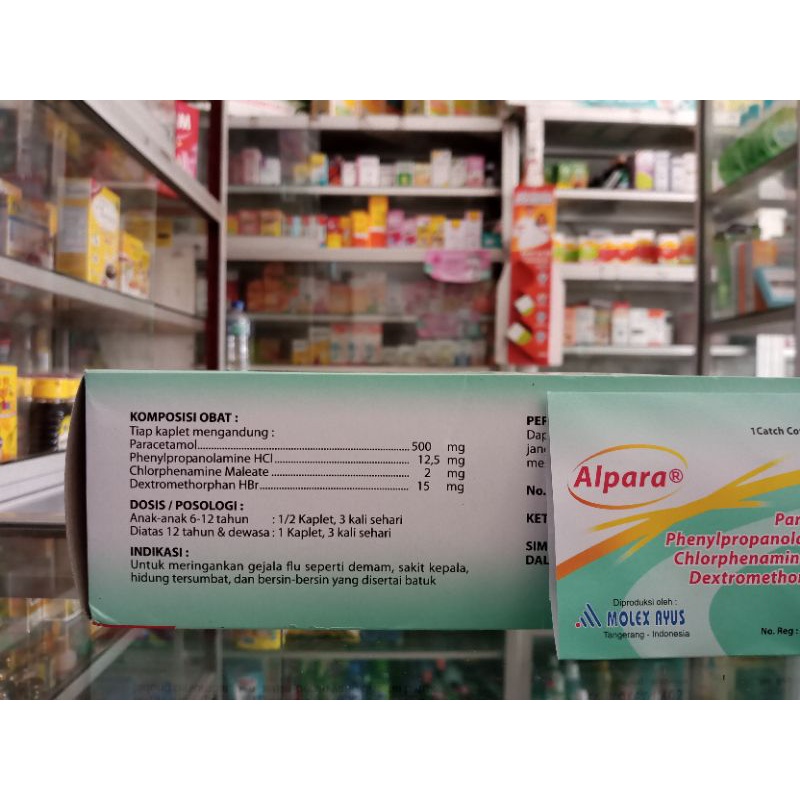 KOMPOSISI OBAT :
Tiap kaplet mengandung :
Paracetamol.......................................................... 500 mg
Phenylpropanolamine HCl..................................... 12,5 mg
Chlorphenamine Maleate...................................... 2 mg
Dextromethorphan HBr......................................... 15 mg
DOSIS / POSOLOGI :
Anak-anak 6-12 tahun : 1/2 Kaplet, 3 kali sehari
Diatas 12 tahun & dewasa : 1 Kaplet, 3 kali sehari
INDIKASI :
Untuk meringankan gejala flu seperti demam, sakit kepala,
hidung tersumbat, dan bersin-bersin yang disertai batuk
No.
1 Catch
Alpara®
Diproduksi oleh :
MOLEX AYUS
Tangerang - Indonesia
No. Reg :